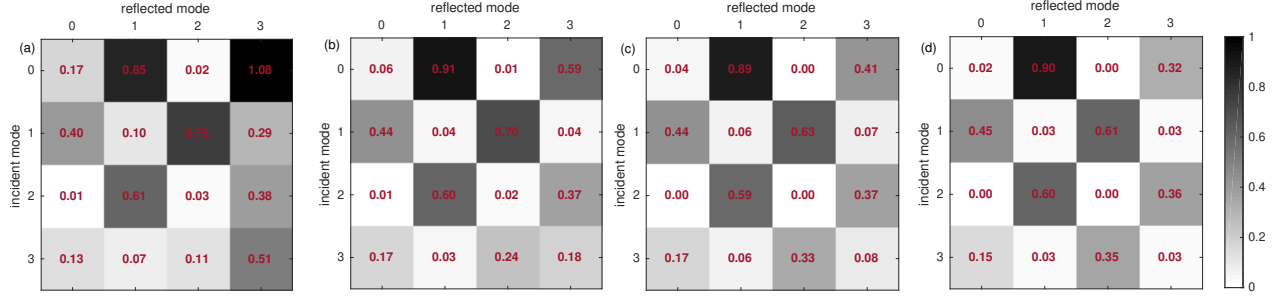 reflected mode
0 1 2 3
(a)
incident mode
0 0.17 0.85 0.02 1.08
1 0.40 0.10 0.76 0.29
2 0.01 0.61 0.03 0.38
3 0.13 0.07 0.11 0.51
reflected mode
0 1 2 3
(b)
incident mode
0 0.06 0.91 0.01 0.59
1 0.44 0.04 0.70 0.04
2 0.01 0.60 0.02 0.37
3 0.17 0.03 0.24 0.18
reflected mode
0 1 2 3
(c)
incident mode
0 0.04 0.89 0.00 0.41
1 0.44 0.06 0.63 0.07
2 0.00 0.59 0.00 0.37
3 0.17 0.06 0.33 0.08
reflected mode
0 1 2 3
(d)
incident mode
0 0.02 0.90 0.00 0.32
1 0.45 0.03 0.61 0.03
2 0.00 0.60 0.00 0.36
3 0.15 0.03 0.35 0.03
1
0.8
0.6
0.4
0.2
0